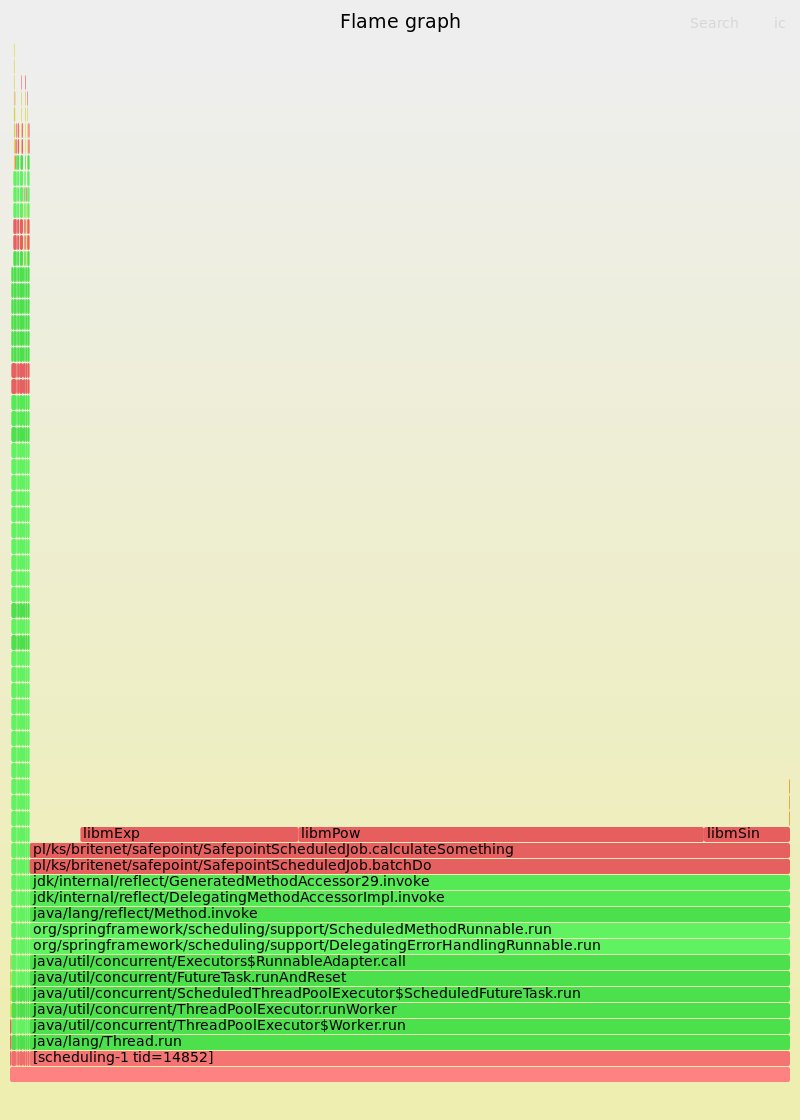 Flame graph
Search
ic
libmExp
libmPow
libmSin
pl/ks/britenet/safepoint/SafepointScheduledJob.calculateSomething
pl/ks/britenet/safepoint/SafepointScheduledJob.batchDo
jdk/internal/reflect/GeneratedMethodAccessor29.invoke
jdk/internal/reflect/DelegatingMethodAccessorImpl.invoke
java/lang/reflect/Method.invoke
org/springframework/scheduling/support/ScheduledMethodRunnable.run
org/springframework/scheduling/support/DelegatingErrorHandlingRunnable.run
java/util/concurrent/Executors$RunnableAdapter.call
java/util/concurrent/FutureTask.runAndReset
java/util/concurrent/ScheduledThreadPoolExecutor$ScheduledFutureTask.run
java/util/concurrent/ThreadPoolExecutor.runWorker
java/util/concurrent/ThreadPoolExecutor$Worker.run
java/lang/Thread.run
[scheduling-1 tid=14852]